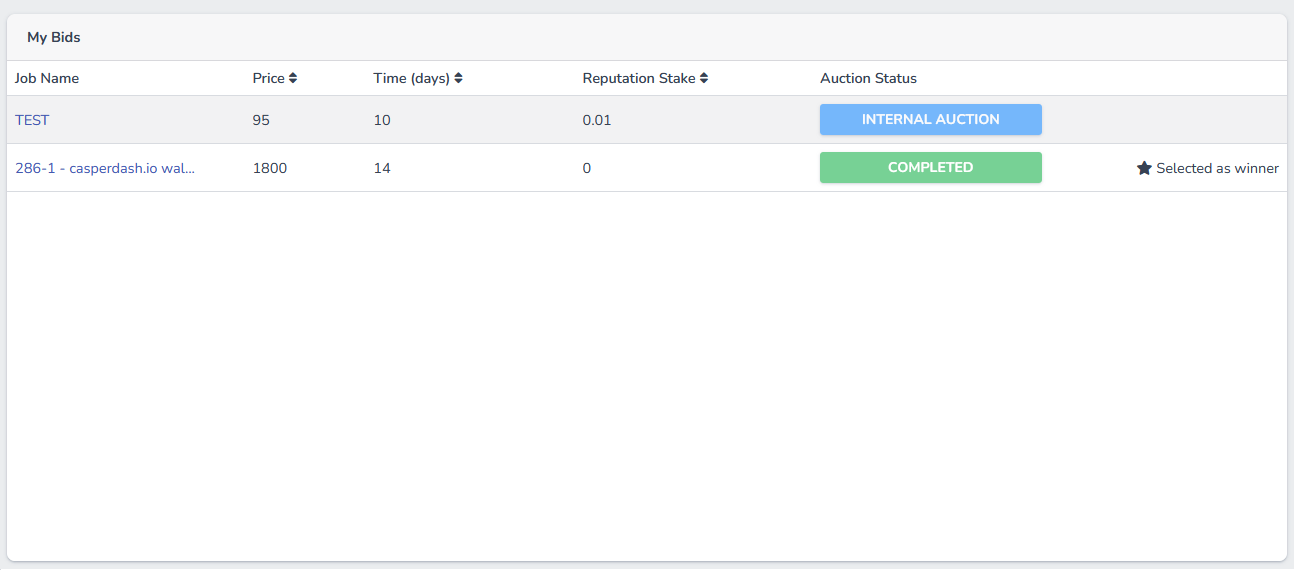 My Bids
Job Name Price Time (days) Reputation Stake Auction Status
TEST 95 10 0.01 INTERNAL AUCTION
286-1 - casperdash.io wal... 1800 14 0 COMPLETED Selected as winner